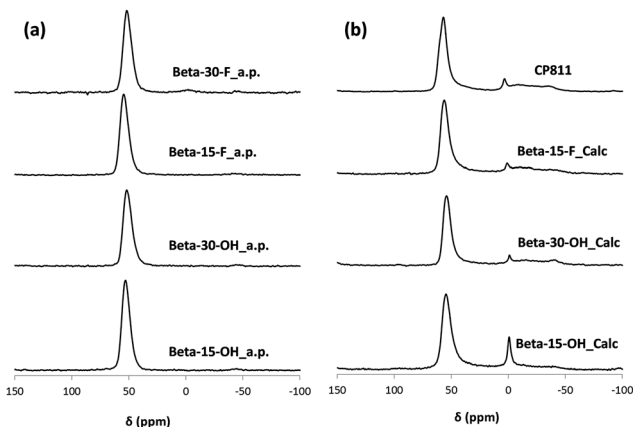 (a)
Beta-30-F_a.p.
Beta-15-F_a.p.
Beta-30-OH_a.p.
Beta-15-OH_a.p.
150 100 50 0 -50 -100
δ (ppm)
(b)
CP811
Beta-15-F_Calc
Beta-30-OH_Calc
Beta-15-OH_Calc
150 100 50 0 -50 -100
δ (ppm)